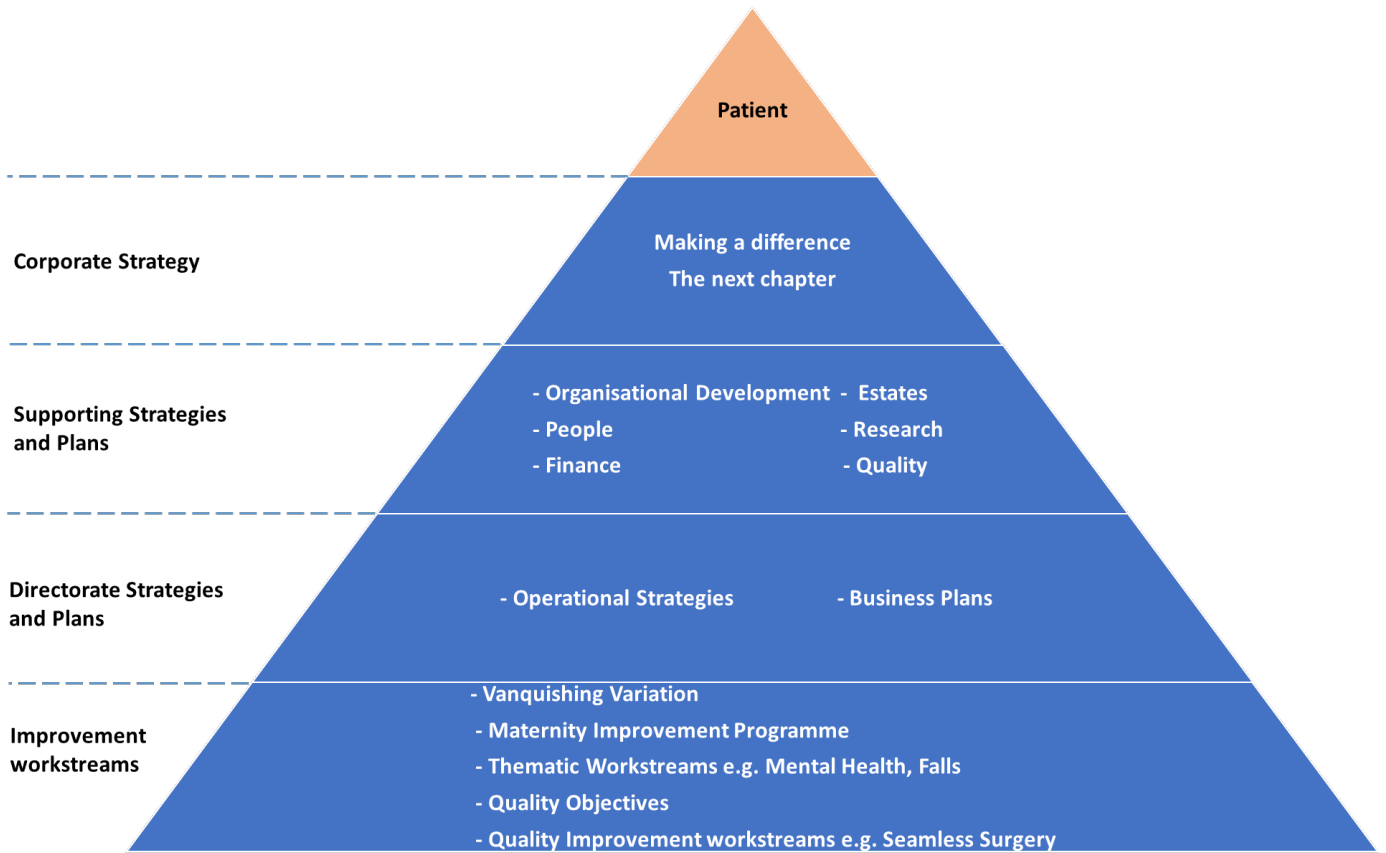 Patient
Corporate Strategy
Making a difference
The next chapter
Supporting Strategies
and Plans
- Organisational Development - Estates
- People - Research
- Finance - Quality
Directorate Strategies
and Plans
- Operational Strategies - Business Plans
Improvement
workstreams
- Vanquishing Variation
- Maternity Improvement Programme
- Thematic Workstreams e.g. Mental Health, Falls
- Quality Objectives
- Quality Improvement workstreams e.g. Seamless Surgery